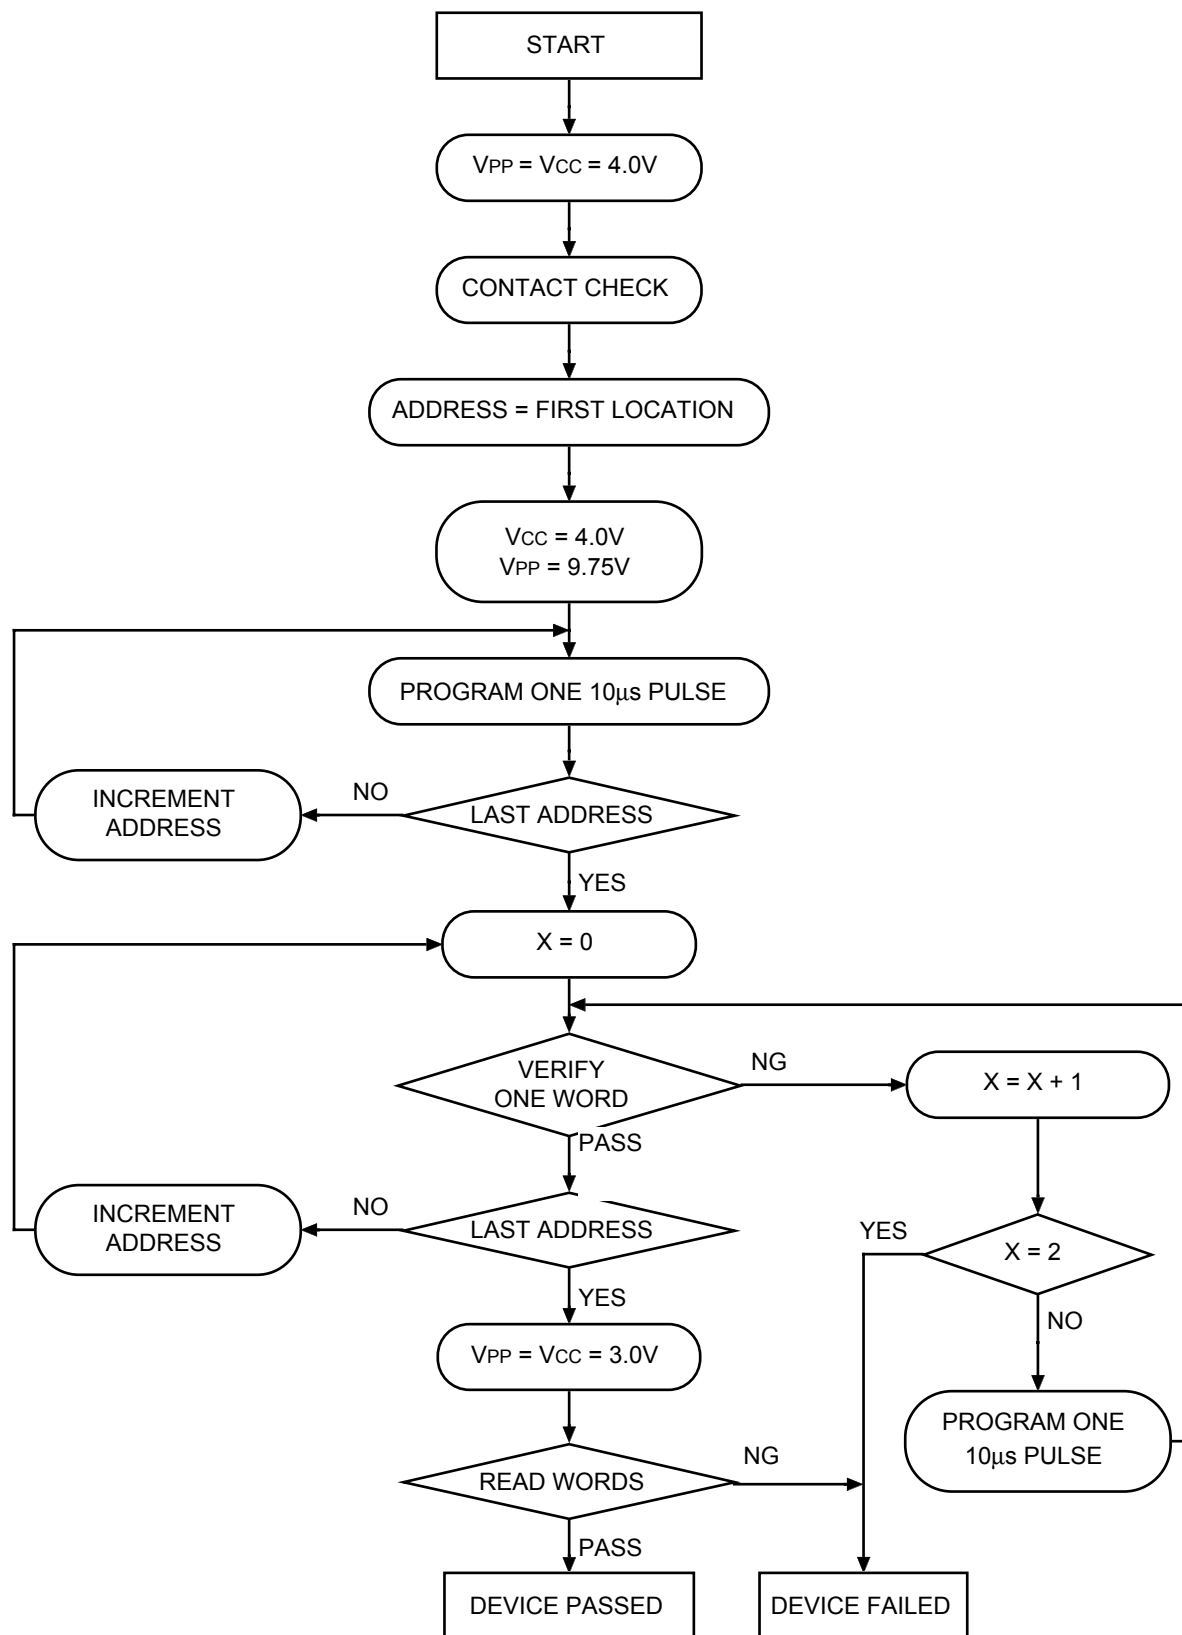 START
VPP = VCC = 4.0V
CONTACT CHECK
ADDRESS = FIRST LOCATION
VCC = 4.0V
VPP = 9.75V
PROGRAM ONE 10μs PULSE
INCREMENT
ADDRESS
NO
LAST ADDRESS
YES
X = 0
VERIFY
ONE WORD
NG
X = X + 1
PASS
INCREMENT
ADDRESS
NO
LAST ADDRESS
YES
X = 2
YES
NO
VPP = VCC = 3.0V
PROGRAM ONE
10μs PULSE
READ WORDS
NG
PASS
DEVICE PASSED
DEVICE FAILED